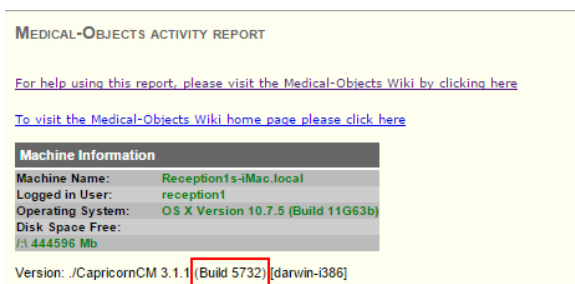 MEDICAL-OBJECTS ACTIVITY REPORT
For help using this report, please visit the Medical-Objects Wiki by clicking here
To visit the Medical-Objects Wiki home page please click here
Machine Information
Machine Name: Reception1s-iMac.local
Logged in User: reception1
Operating System: OS X Version 10.7.5 (Build 11G63b)
Disk Space Free:
/:\ 444596 Mb
Version: ./CapricornCM 3.1.1 (Build 5732) [darwin-i386]